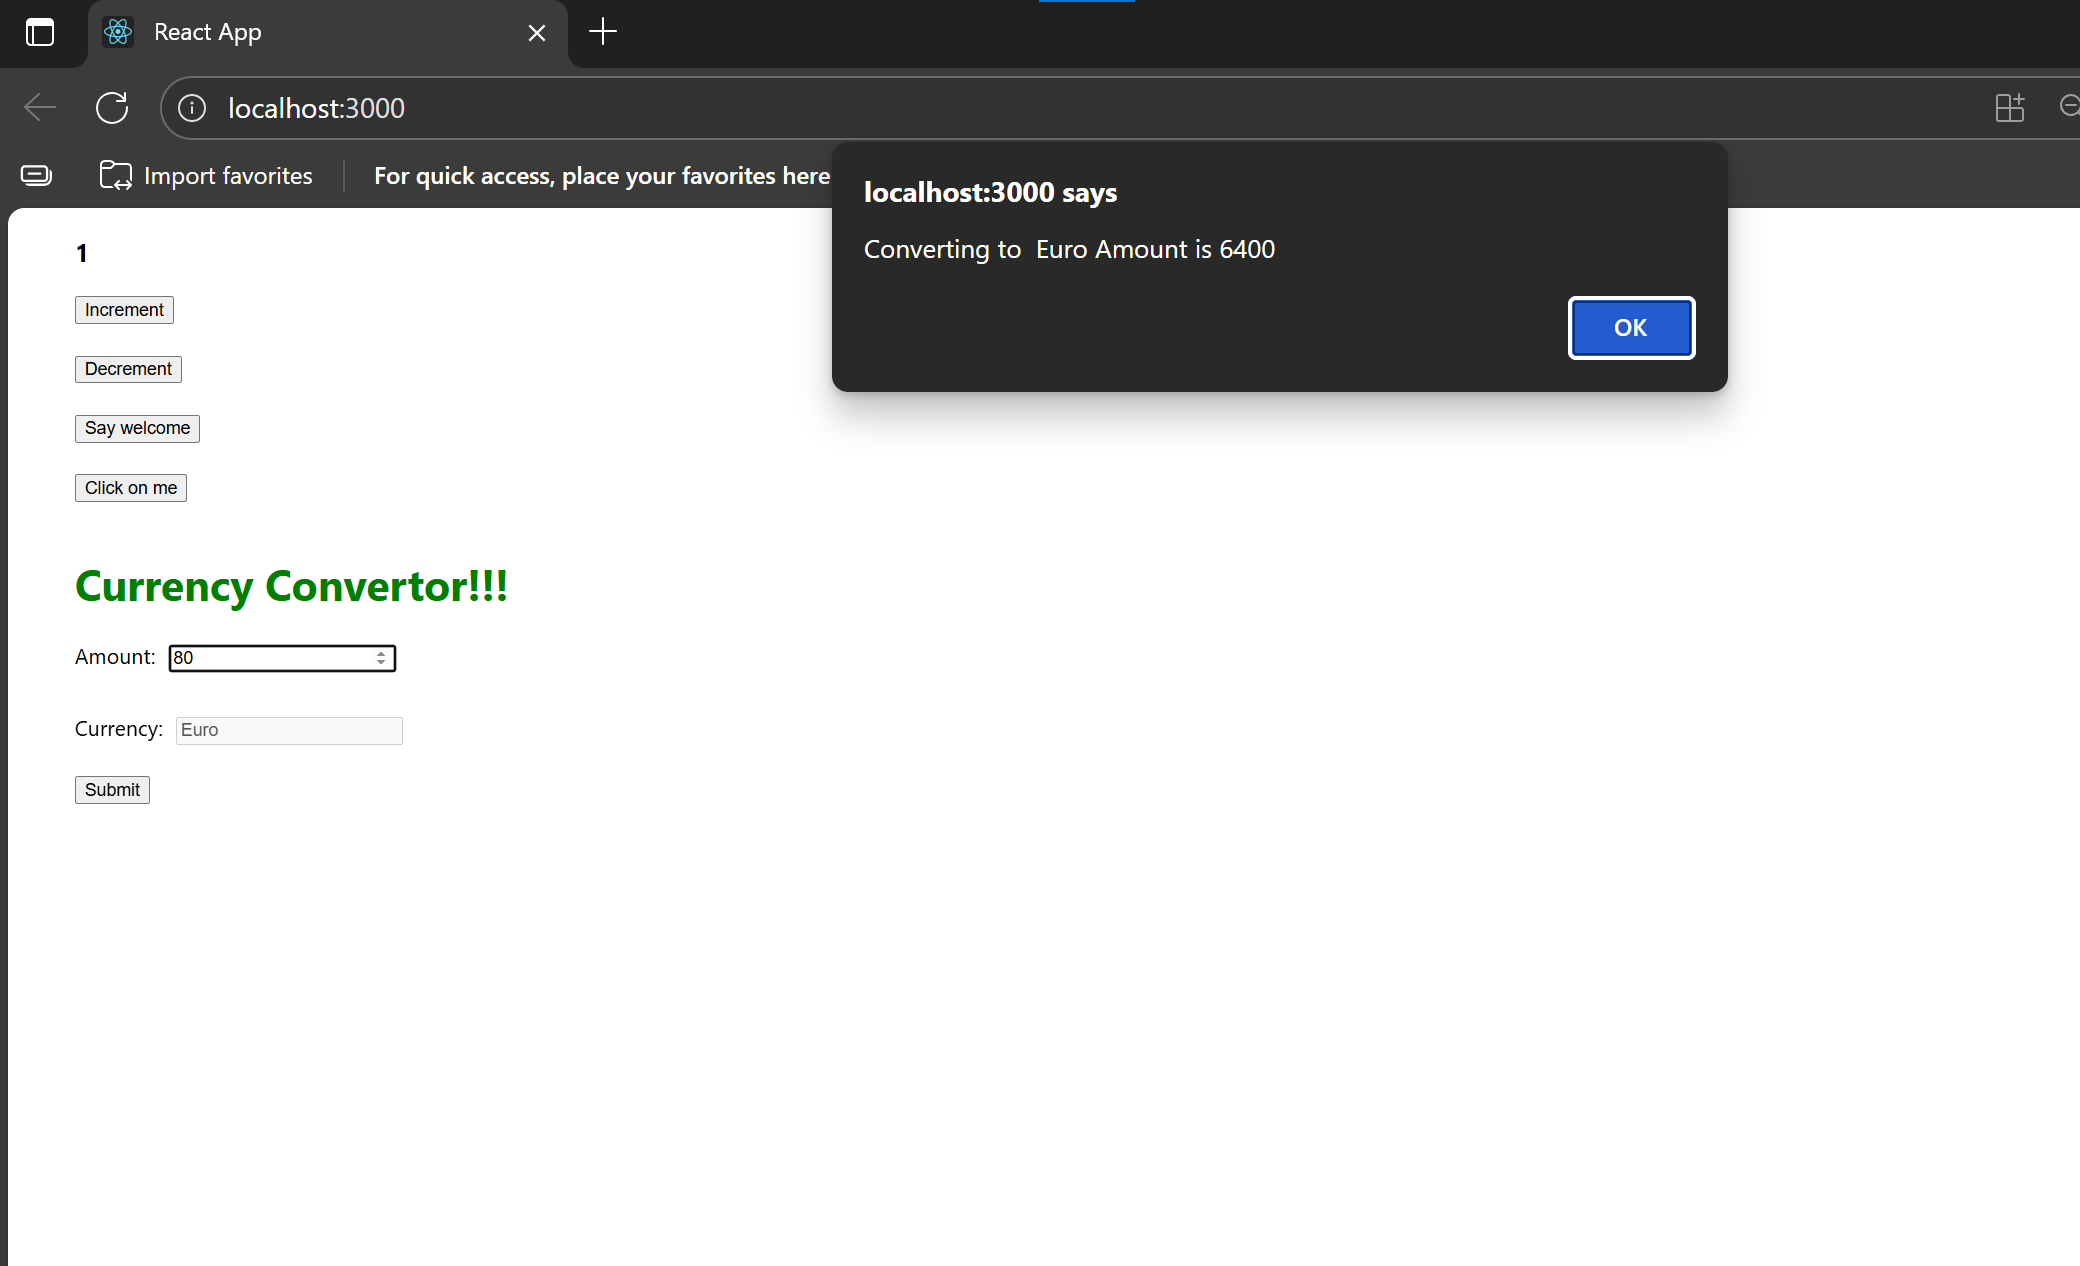 React App
localhost:3000
Import favorites
For quick access, place your favorites here
localhost:3000 says
Converting to  Euro Amount is 6400
OK
1
Increment
Decrement
Say welcome
Click on me
Currency Convertor!!!
Amount: 80
Currency: Euro
Submit